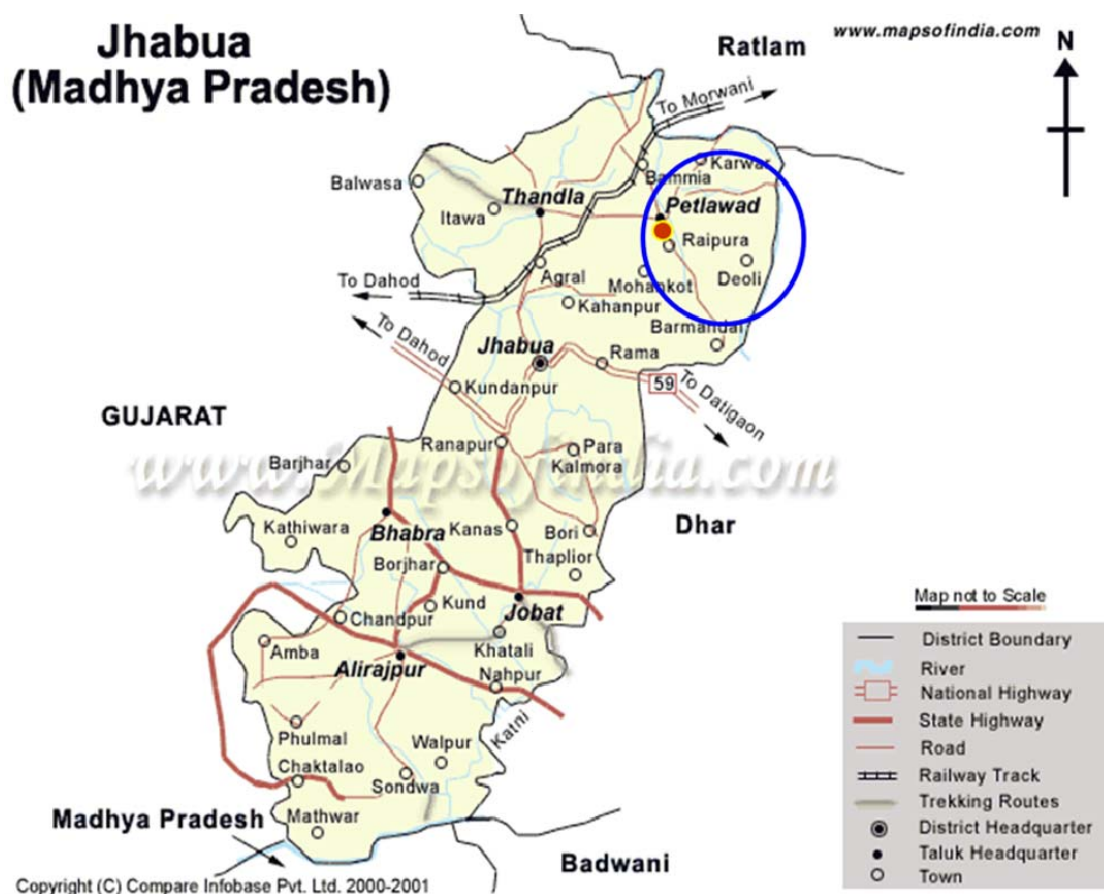 Jhabua
(Madhya Pradesh)
Ratlam
www.mapsofindia.com
N
To Morwani
Karwar
Bammia
Balwasa
Thandla
Itawa
Petlawad
Raipura
Deoli
To Dahod
Agral
Mohankot
Kahanpur
Barmandal
To Dahod
Jhabua
Rama
59
To Datigaon
Kundanpur
GUJARAT
Ranapur
Para
Kalmora
Barjhar
www.Mapsofindia.com
Kathiwara
Bhabra
Kanas
Bori
Dhar
Thaplior
Borjhar
Kund
Jobat
Chandpur
Khatali
Amba
Alirajpur
Nahpur
Katni
Phulmal
Walpur
Chaktalao
Sondwa
Mathwar
Madhya Pradesh
Badwani
Map not to Scale
District Boundary
River
National Highway
State Highway
Road
Railway Track
Trekking Routes
District Headquarter
Taluk Headquarter
Town
Copyright (C) Compare Infobase Pvt. Ltd. 2000-2001